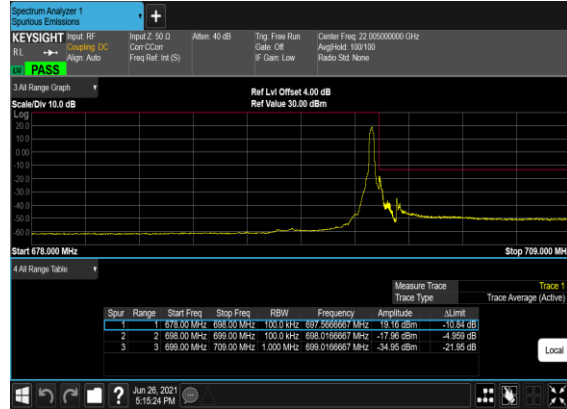 Spectrum Analyzer 1
Spurious Emissions
KEYSIGHT
RL
LW PASS
Input: RF
Coupling: DC
Align: Auto
Input Z: 50 Ω
Corr CCorr
Freq Ref: Int (S)
Atten: 40 dB
Trig: Free Run
Gate: Off
IF Gain: Low
Center Freq: 22.005000000 GHz
Avg|Hold: 100/100
Radio Std: None
3 All Range Graph
Scale/Div 10.0 dB
Ref Lvl Offset 4.00 dB
Ref Value 30.00 dBm
Log
20.0
10.0
0.00
-10.0
-20.0
-30.0
-40.0
-50.0
-60.0
Start 678.000 MHz
Stop 709.000 MH
4 All Range Table
Measure Trace Trace 1
Trace Type Trace Average (Active)
Spur Range Start Freq Stop Freq RBW Frequency Amplitude ΔLimit
1 1 678.00 MHz 698.00 MHz 100.0 kHz 697.5666667 MHz 19.16 dBm -10.84 dB
2 2 698.00 MHz 699.00 MHz 100.0 kHz 698.0166667 MHz -17.96 dBm -4.959 dB
3 3 699.00 MHz 709.00 MHz 1.000 MHz 699.0166667 MHz -34.95 dBm -21.95 dB
Local
?
Jun 26, 2021
5:15:24 PM